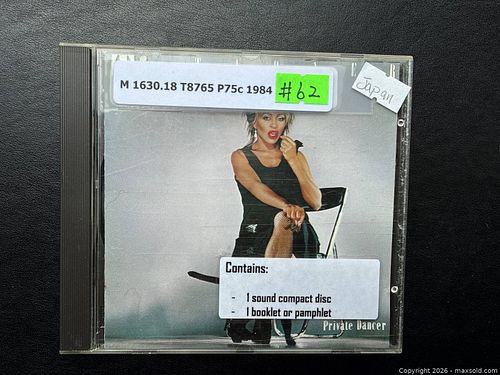 M 1630.18 T8765 P75c 1984
#62
Japan
Contains:
- 1 sound compact disc
- 1 booklet or pamphlet
Private Dancer
Copyright 2026 - maxsold.com